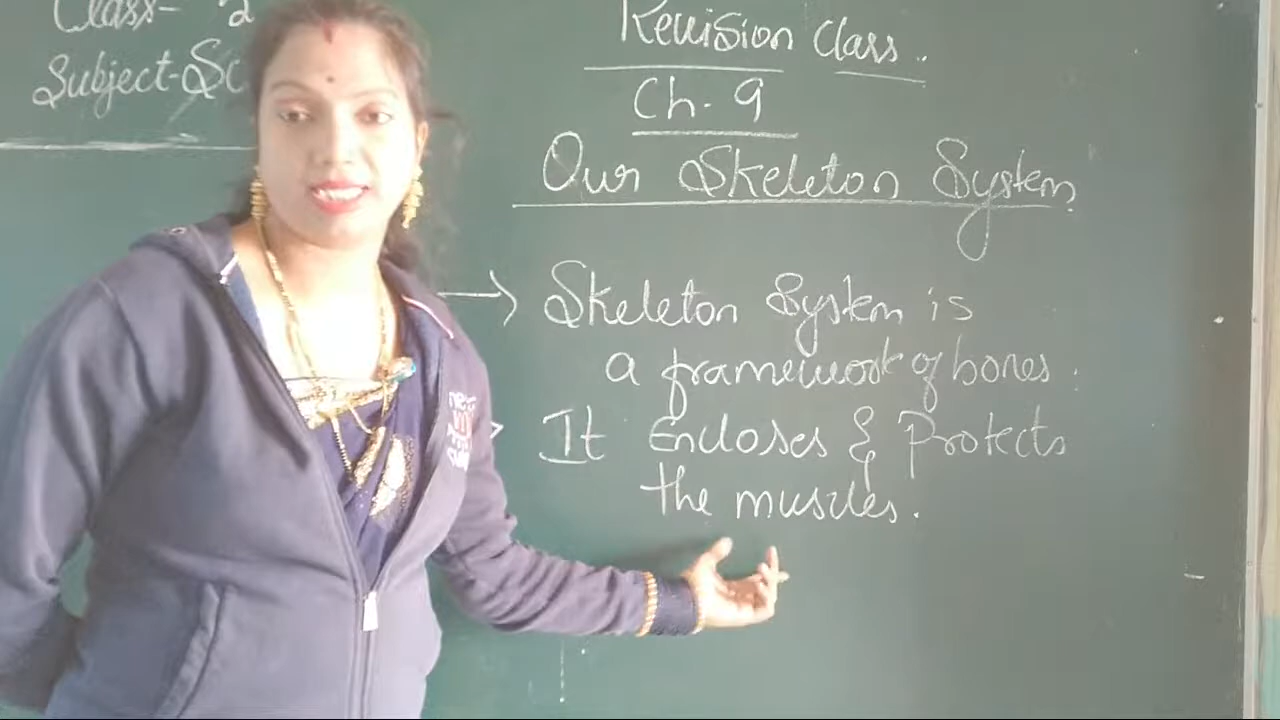 Class- 2
Subject-Sc
Revision Class.
Ch. 9
Our Skeleton System
→ Skeleton System is
a framework of bones.
It Encloses & Protects
the muscles.